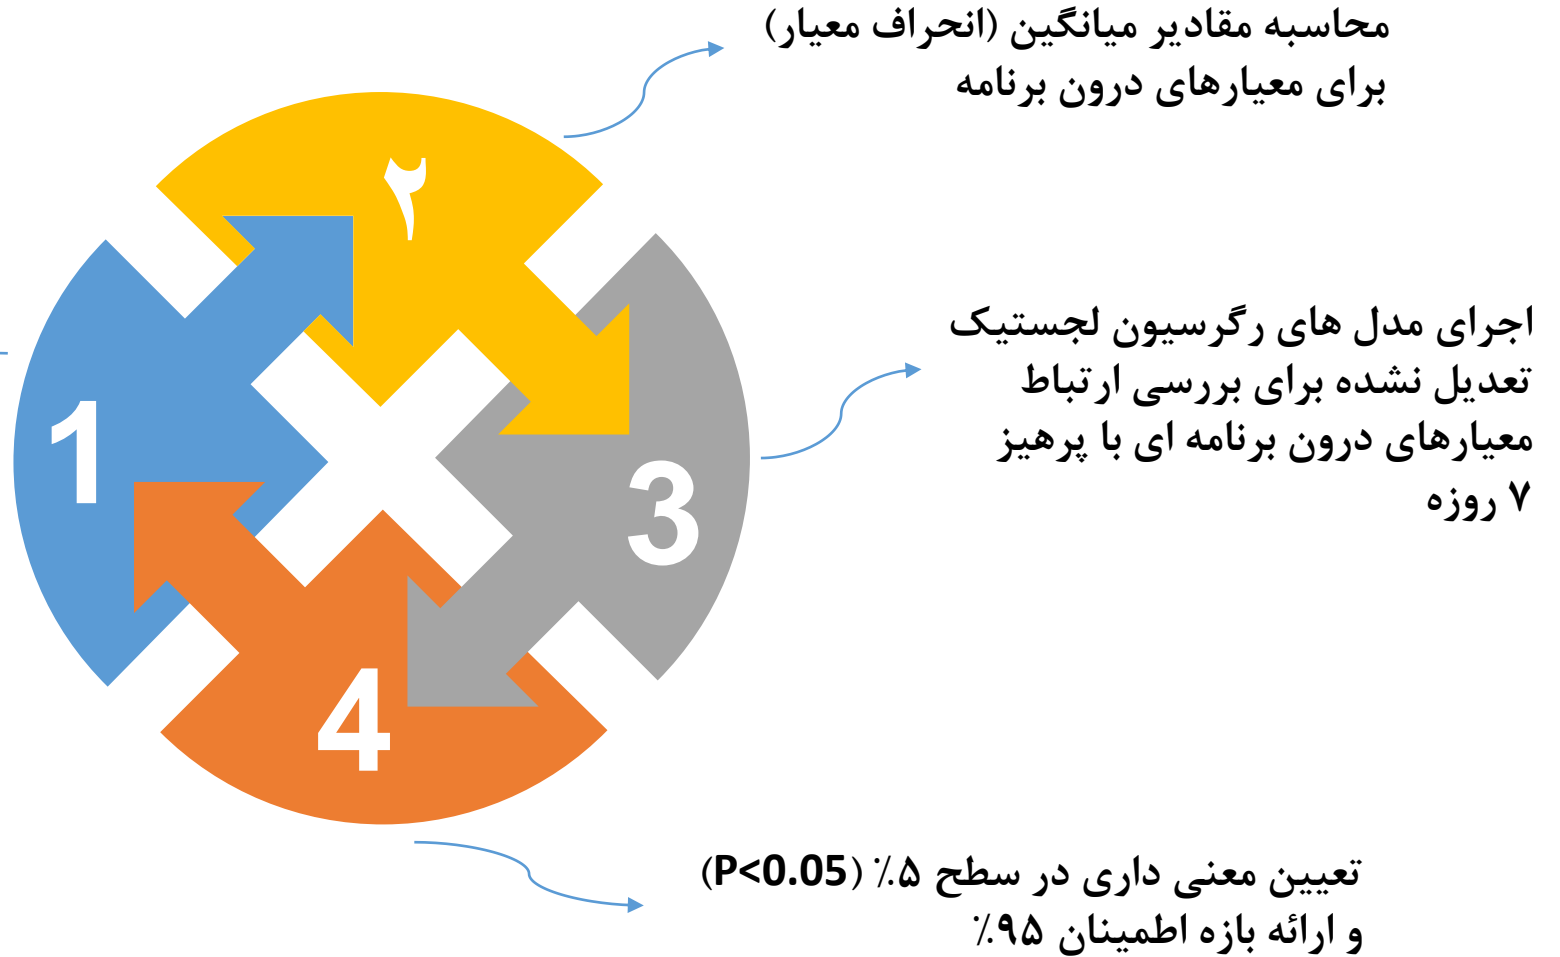 محاسبه مقادیر میانگین (انحراف معیار)
برای معیارهای درون برنامه
۲
اجرای مدل های رگرسیون لجستیک
تعدیل نشده برای بررسی ارتباط
معیارهای درون برنامه ای با پرهیز
۷ روزه
1
3
4
تعیین معنی داری در سطح ۵٪ (P<0.05)
و ارائه بازه اطمینان ۹۵٪